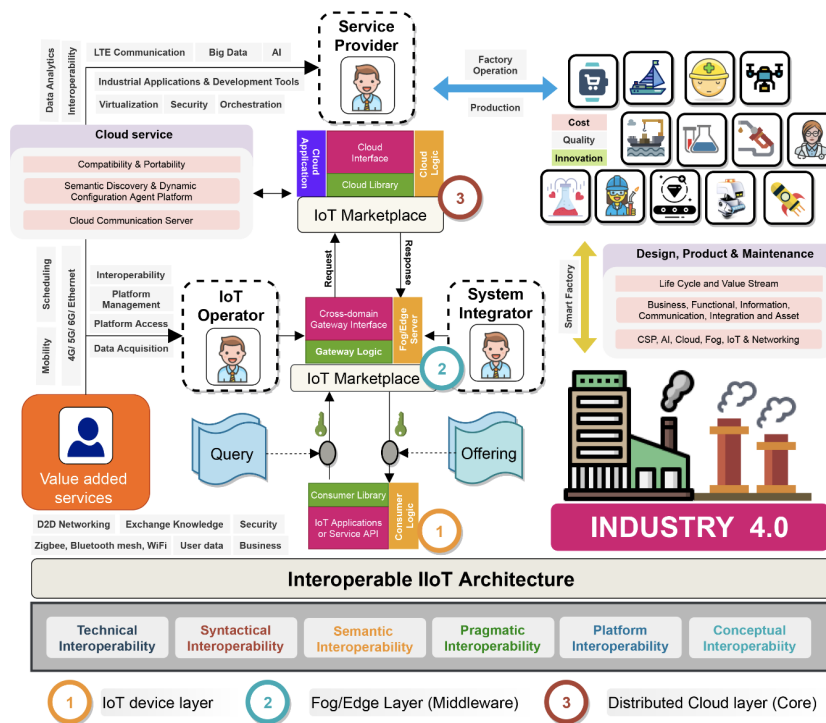 Service
Provider
Data Analytics
Interoperability
LTE Communication
Big Data
AI
Industrial Applications & Development Tools
Virtualization
Security
Orchestration
Factory
Operation
Production
Cost
Quality
Innovation
Cloud service
Compatibility & Portability
Semantic Discovery & Dynamic
Configuration Agent Platform
Cloud Communication Server
Cloud
Application
Cloud
Interface
Cloud Library
Cloud
Logic
IoT Marketplace
3
Request
Response
Scheduling
Mobility
4G/ 5G/ 6G/ Ethernet
Interoperability
Platform
Management
Platform Access
Data Acquisition
IoT
Operator
Cross-domain
Gateway Interface
Gateway Logic
Fog/Edge
Server
IoT Marketplace
2
System
Integrator
Smart Factory
Design, Product & Maintenance
Life Cycle and Value Stream
Business, Functional, Information,
Communication, Integration and Asset
CSP, AI, Cloud, Fog, IoT & Networking
Value added
services
Query
Offering
Consumer Library
IoT Applications
or Service API
Consumer
Logic
1
D2D Networking
Exchange Knowledge
Security
Zigbee, Bluetooth mesh, WiFi
User data
Business
INDUSTRY 4.0
Interoperable IIoT Architecture
Technical
Interoperability
Syntactical
Interoperability
Semantic
Interoperability
Pragmatic
Interoperability
Platform
Interoperability
Conceptual
Interoperabiity
1 IoT device layer
2 Fog/Edge Layer (Middleware)
3 Distributed Cloud layer (Core)